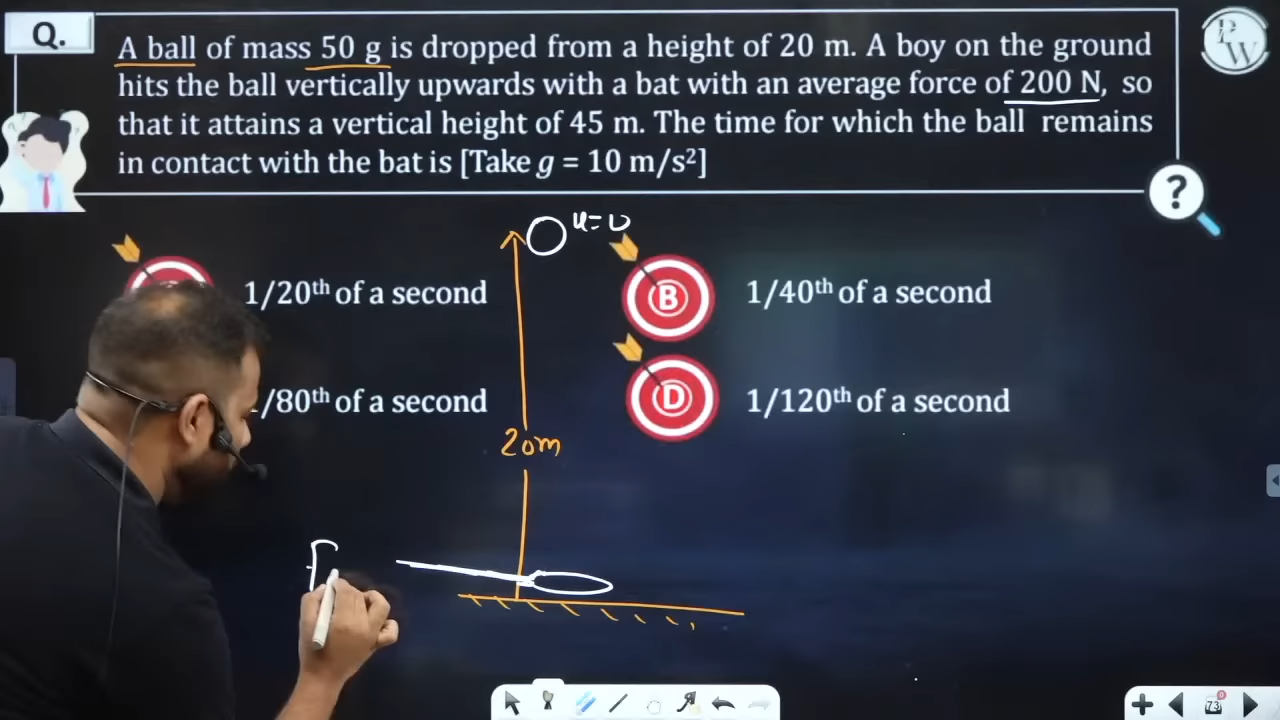 Q.
A ball of mass 50 g is dropped from a height of 20 m. A boy on the ground
hits the ball vertically upwards with a bat with an average force of 200 N, so
that it attains a vertical height of 45 m. The time for which the ball remains
in contact with the bat is [Take g = 10 m/s²]
PW
?
u=0
1/20th of a second
B 1/40th of a second
/80th of a second
D 1/120th of a second
20m
F
73